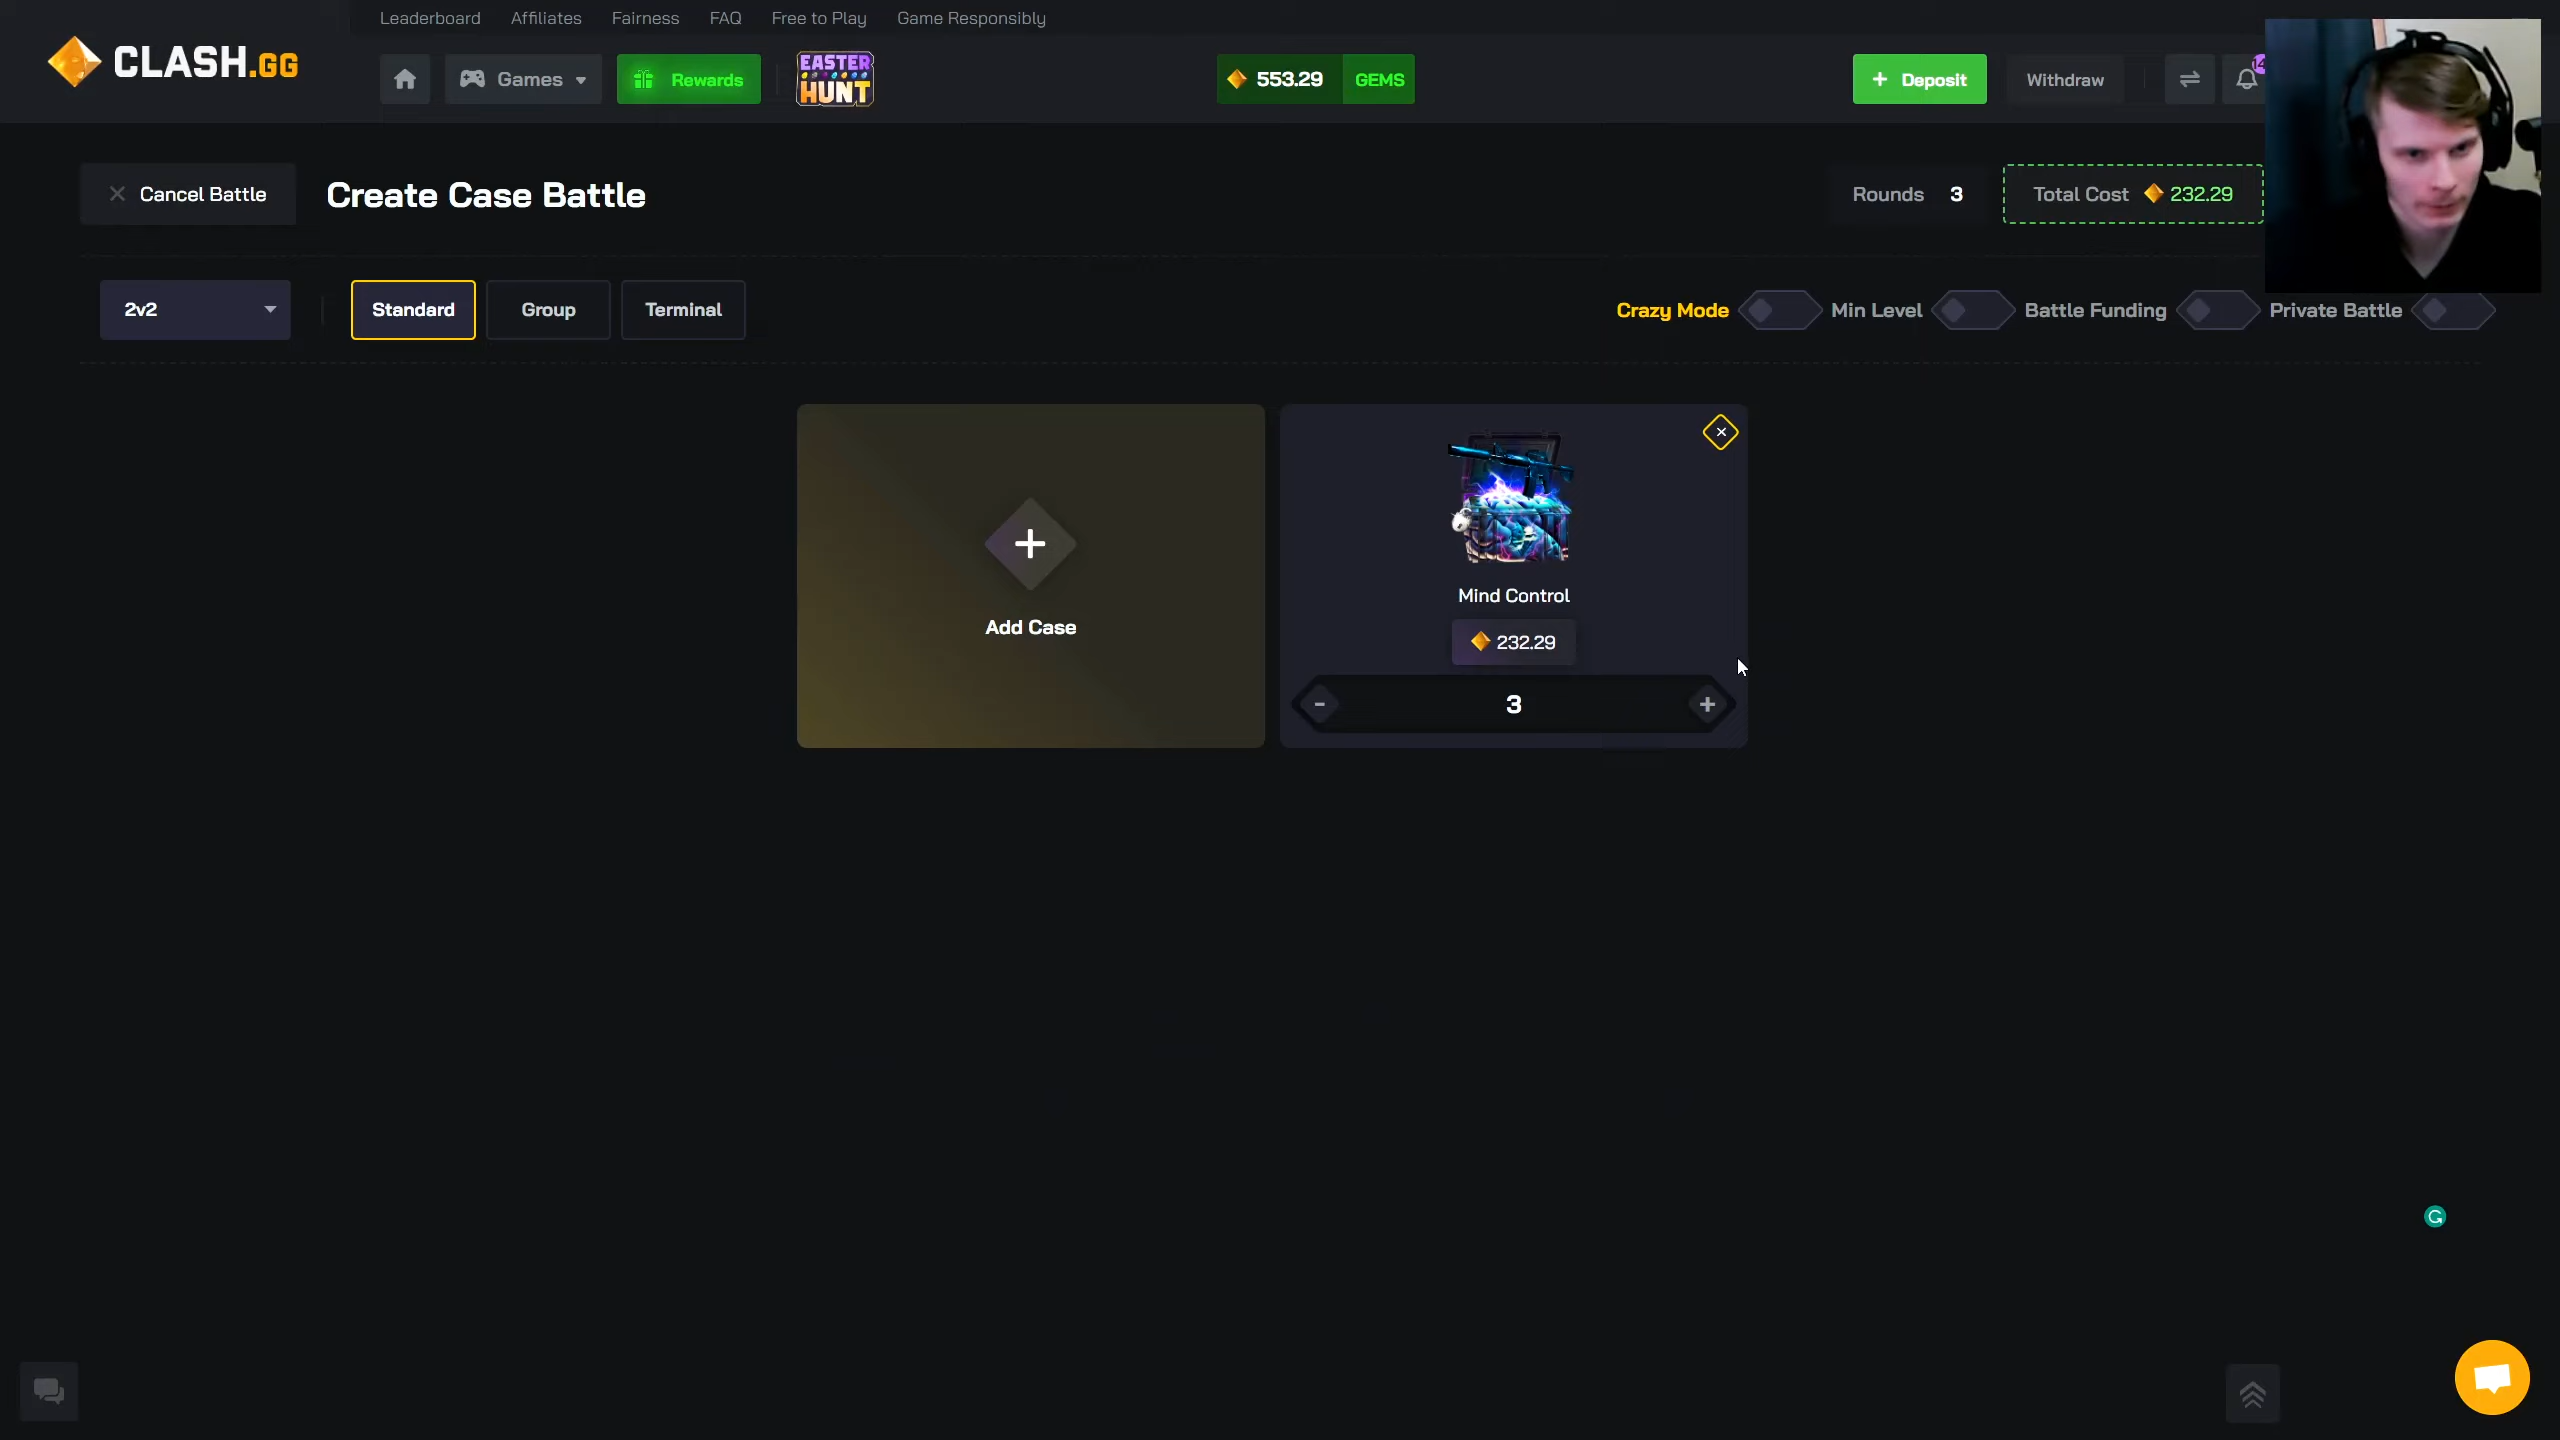 Leaderboard Affiliates Fairness FAQ Free to Play Game Responsibly
CLASH.GG
Games
Rewards
EASTER
HUNT
553.29 GEMS
+ Deposit
Withdraw
14
Cancel Battle
Create Case Battle
Rounds 3
Total Cost 232.29
2v2
Standard
Group
Terminal
Crazy Mode
Min Level
Battle Funding
Private Battle
+
Add Case
Mind Control
232.29
- 3 +